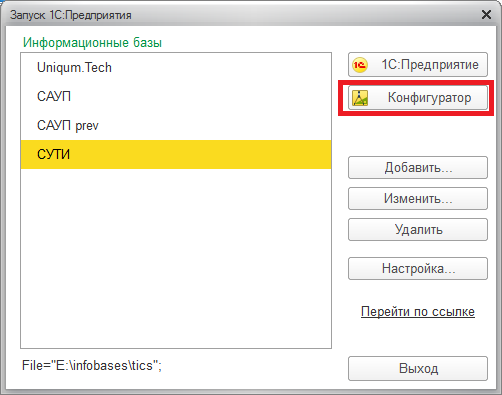 Запуск 1С:Предприятия
Информационные базы
Uniqum.Tech
САУП
САУП prev
СУТИ
1С:Предприятие
Конфигуратор
Добавить...
Изменить...
Удалить
Настройка...
Перейти по ссылке
File="E:\infobases\tics";
Выход